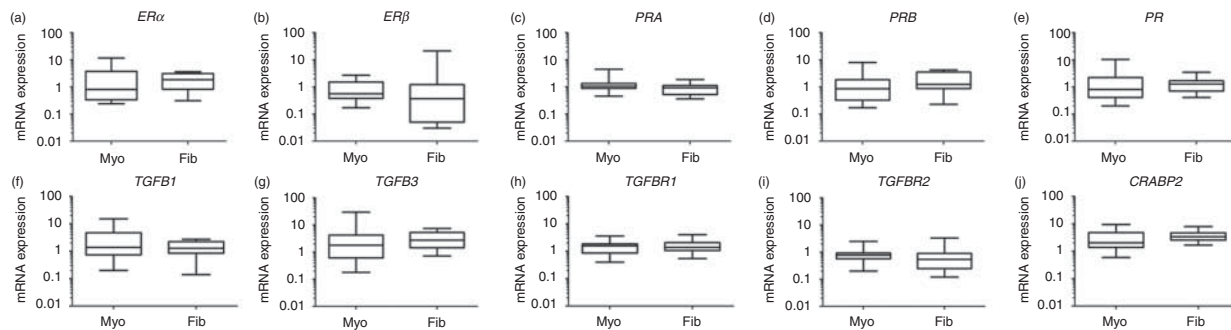 (a) ERα
(b) ERβ
(c) PRA
(d) PRB
(e) PR
mRNA expression
100
10
1
0.1
0.01
Myo Fib
mRNA expression
100
10
1
0.1
0.01
Myo Fib
mRNA expression
100
10
1
0.1
0.01
Myo Fib
mRNA expression
100
10
1
0.1
0.01
Myo Fib
mRNA expression
100
10
1
0.1
0.01
Myo Fib
(f) TGFB1
(g) TGFB3
(h) TGFBR1
(i) TGFBR2
(j) CRABP2
mRNA expression
100
10
1
0.1
0.01
Myo Fib
mRNA expression
100
10
1
0.1
0.01
Myo Fib
mRNA expression
100
10
1
0.1
0.01
Myo Fib
mRNA expression
100
10
1
0.1
0.01
Myo Fib
mRNA expression
100
10
1
0.1
0.01
Myo Fib